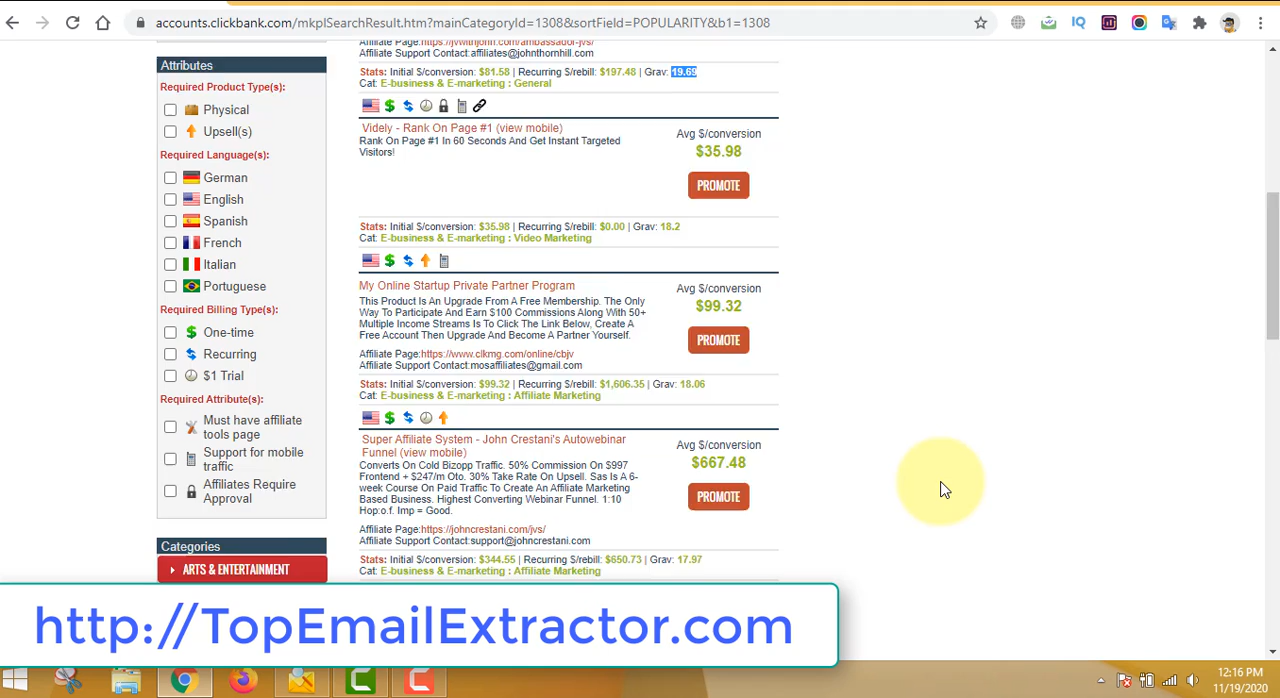 accounts.clickbank.com/mkplSearchResult.htm?mainCategoryId=1308&sortField=POPULARITY&b1=1308
IQ
Attributes
Required Product Type(s):
Physical
Upsell(s)
Required Language(s):
German
English
Spanish
French
Italian
Portuguese
Required Billing Type(s):
One-time
Recurring
$1 Trial
Required Attribute(s):
Must have affiliate
tools page
Support for mobile
traffic
Affiliates Require
Approval
Categories
ARTS & ENTERTAINMENT
Affiliate Page:https://jvwithjohn.com/ambassador-jvs/
Affiliate Support Contact:affiliates@johnthornhill.com
Stats: Initial $/conversion: $81.58 | Recurring $/rebill: $197.48 | Grav: 19.69
Cat: E-business & E-marketing : General
Videly - Rank On Page #1 (view mobile)
Rank On Page #1 In 60 Seconds And Get Instant Targeted
Visitors!
Avg $/conversion
$35.98
PROMOTE
Stats: Initial $/conversion: $35.98 | Recurring $/rebill: $0.00 | Grav: 18.2
Cat: E-business & E-marketing : Video Marketing
My Online Startup Private Partner Program
This Product Is An Upgrade From A Free Membership. The Only
Way To Participate And Earn $100 Commissions Along With 50+
Multiple Income Streams Is To Click The Link Below, Create A
Free Account Then Upgrade And Become A Partner Yourself.
Affiliate Page:https://www.clkmg.com/online/cbjv
Affiliate Support Contact:mosaffiliates@gmail.com
Avg $/conversion
$99.32
PROMOTE
Stats: Initial $/conversion: $99.32 | Recurring $/rebill: $1,606.35 | Grav: 18.06
Cat: E-business & E-marketing : Affiliate Marketing
Super Affiliate System - John Crestani's Autowebinar
Funnel (view mobile)
Converts On Cold Bizopp Traffic. 50% Commission On $997
Frontend + $247/m Oto. 30% Take Rate On Upsell. Sas Is A 6-
week Course On Paid Traffic To Create An Affiliate Marketing
Based Business. Highest Converting Webinar Funnel. 1:10
Hop:o.f. Imp = Good.
Affiliate Page:https://johncrestani.com/jvs/
Affiliate Support Contact:support@johncrestani.com
Avg $/conversion
$667.48
PROMOTE
Stats: Initial $/conversion: $344.55 | Recurring $/rebill: $650.73 | Grav: 17.97
Cat: E-business & E-marketing : Affiliate Marketing
http://TopEmailExtractor.com
12:16 PM
11/19/2020